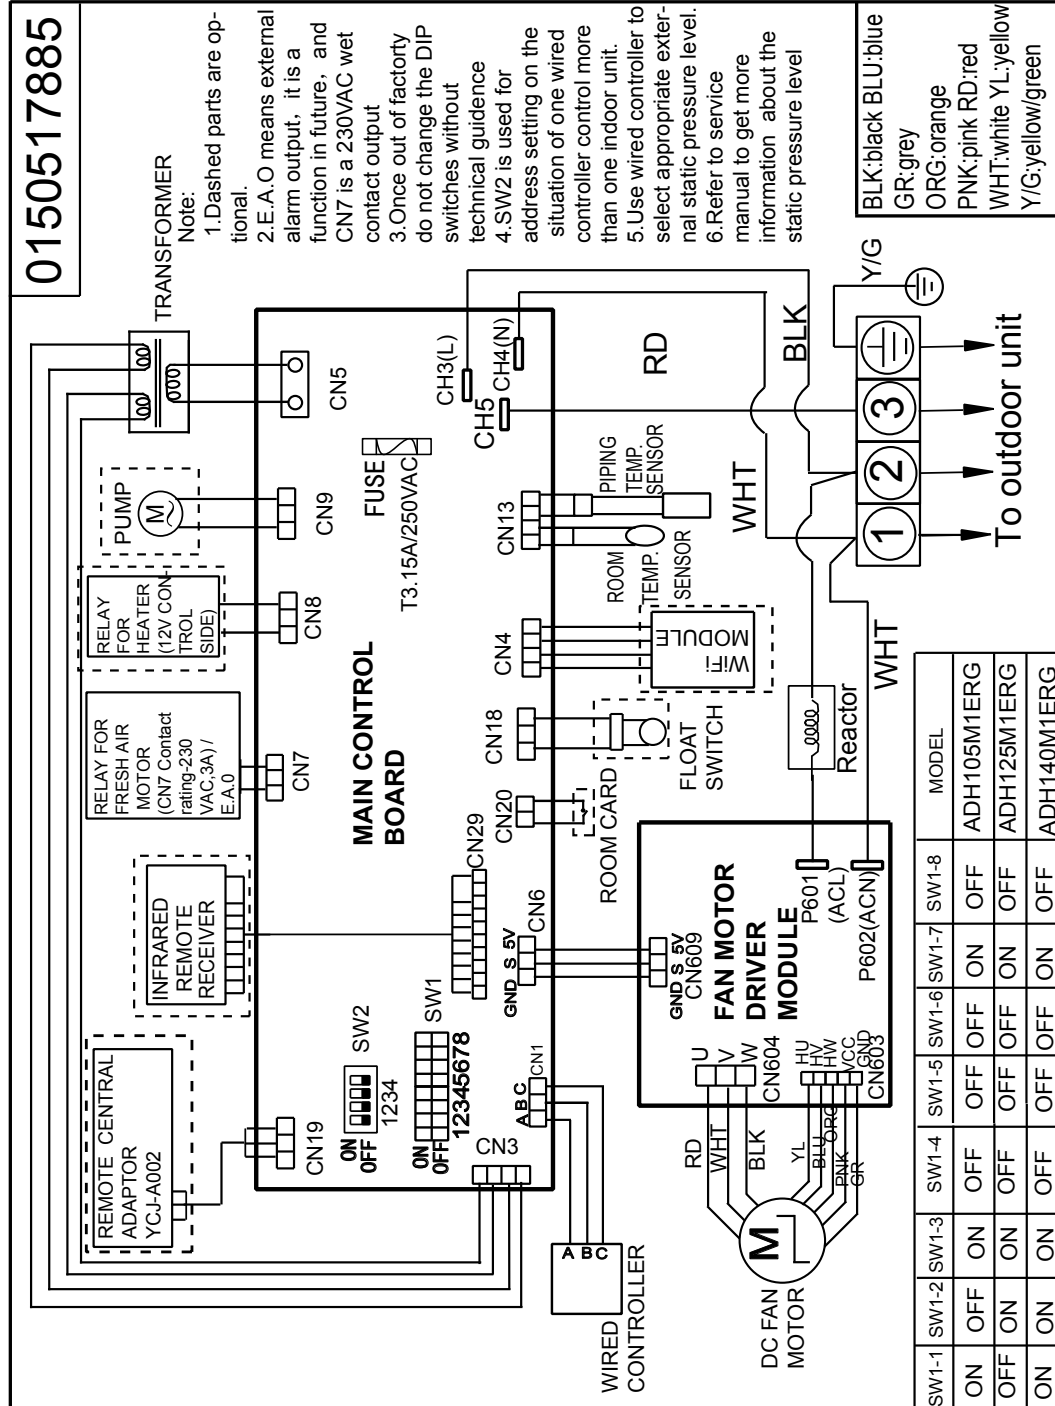 0150517885
TRANSFORMER
Note:
1.Dashed parts are op-
tional.
2.E.A.O means external
alarm output, it is a
function in future, and
CN7 is a 230VAC wet
contact output
3.Once out of factorty
do not change the DIP
switches without
technical guidence
4.SW2 is used for
address setting on the
situation of one wired
controller control more
than one indoor unit.
5.Use wired controller to
select appropriate exter-
nal static pressure level.
6.Refer to service
manual to get more
information about the
static pressure level
BLK:black BLU:blue
GR:grey
ORG:orange
PNK:pink RD:red
WHT:white YL:yellow
Y/G:yellow/green
REMOTE CENTRAL
ADAPTOR
YCJ-A002
INFRARED
REMOTE
RECEIVER
RELAY FOR
FRESH AIR
MOTOR
(CN7 Contact
rating-230
VAC,3A) /
E.A.0
RELAY
FOR
HEATER
(12V CON-
TROL
SIDE)
PUMP
M
CN19
CN7
CN8
CN9
CN5
ON
OFF
1234
SW2
ON
OFF
12345678
SW1
MAIN CONTROL
BOARD
FUSE
T3.15A/250VAC
CH3(L)
CH5
CH4(N)
CN3
A B C
CN1
GND S 5V
CN6
CN29
CN20
CN18
CN4
CN13
ROOM CARD
FLOAT
SWITCH
WiFi
MODULE
ROOM
TEMP.
SENSOR
PIPING
TEMP.
SENSOR
RD
WHT
BLK
Y/G
A B C
WIRED
CONTROLLER
GND S 5V
CN609
FAN MOTOR
DRIVER
MODULE
P601
(ACL)
P602(ACN)
U
V
W
CN604
HU
HV
HW
VCC
GND
CN603
RD
WHT
BLK
YL
BLU
ORG
PNK
GR
M
DC FAN
MOTOR
Reactor
WHT
1
2
3
To outdoor unit
SW1-1 SW1-2 SW1-3 SW1-4 SW1-5 SW1-6 SW1-7 SW1-8 MODEL
ON OFF ON OFF OFF OFF ON OFF ADH105M1ERG
OFF ON ON OFF OFF OFF ON OFF ADH125M1ERG
ON ON ON OFF OFF OFF ON OFF ADH140M1ERG